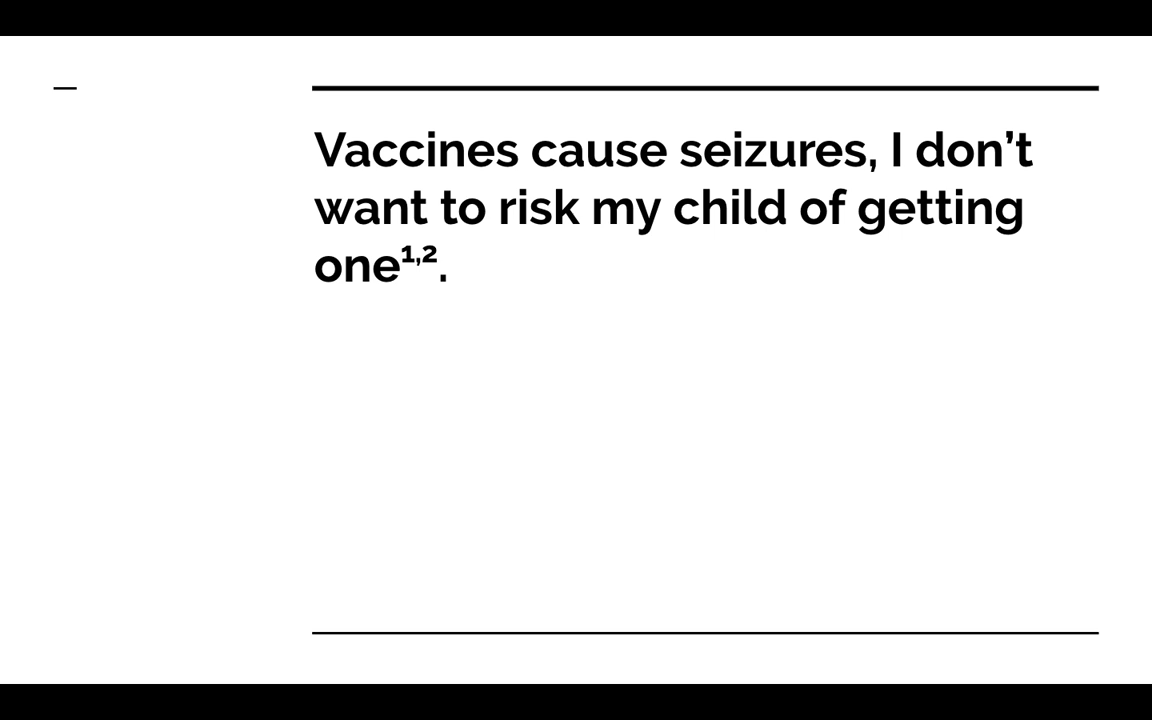 Vaccines cause seizures, I don’t
want to risk my child of getting
one¹,².